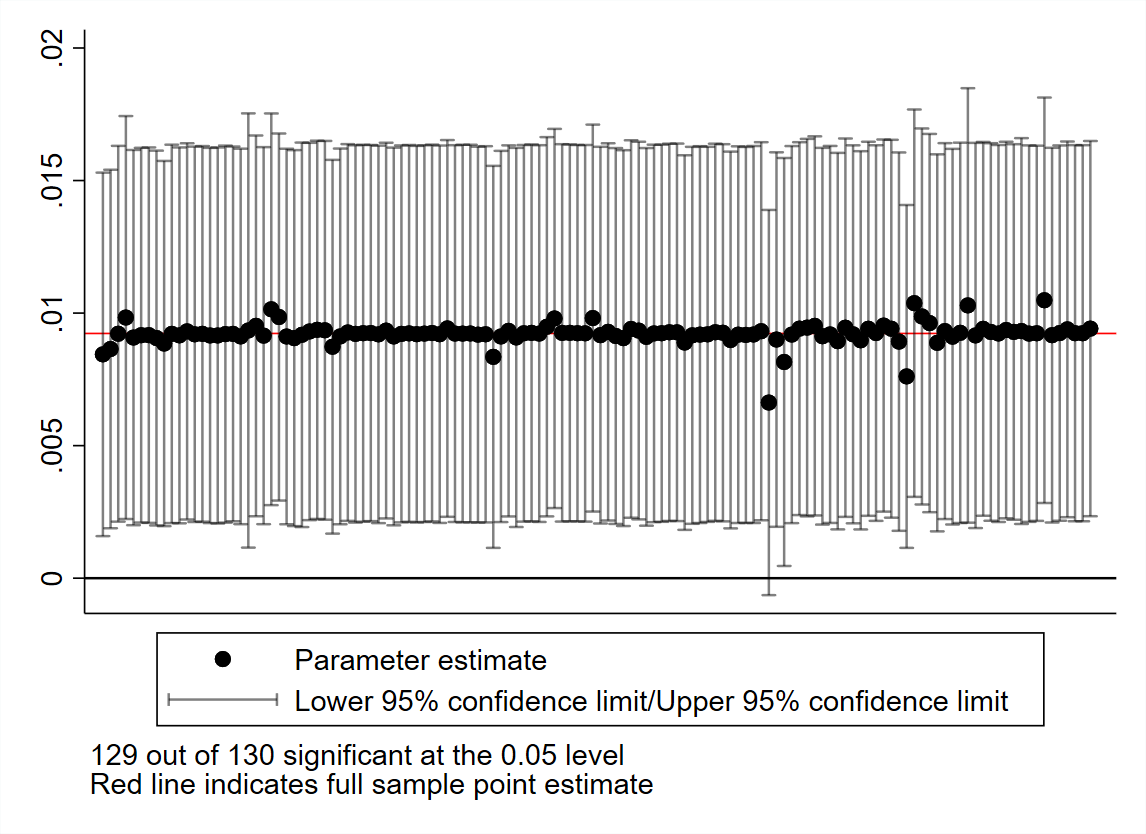 .02
.015
.01
.005
0
Parameter estimate
Lower 95% confidence limit/Upper 95% confidence limit
129 out of 130 significant at the 0.05 level
Red line indicates full sample point estimate